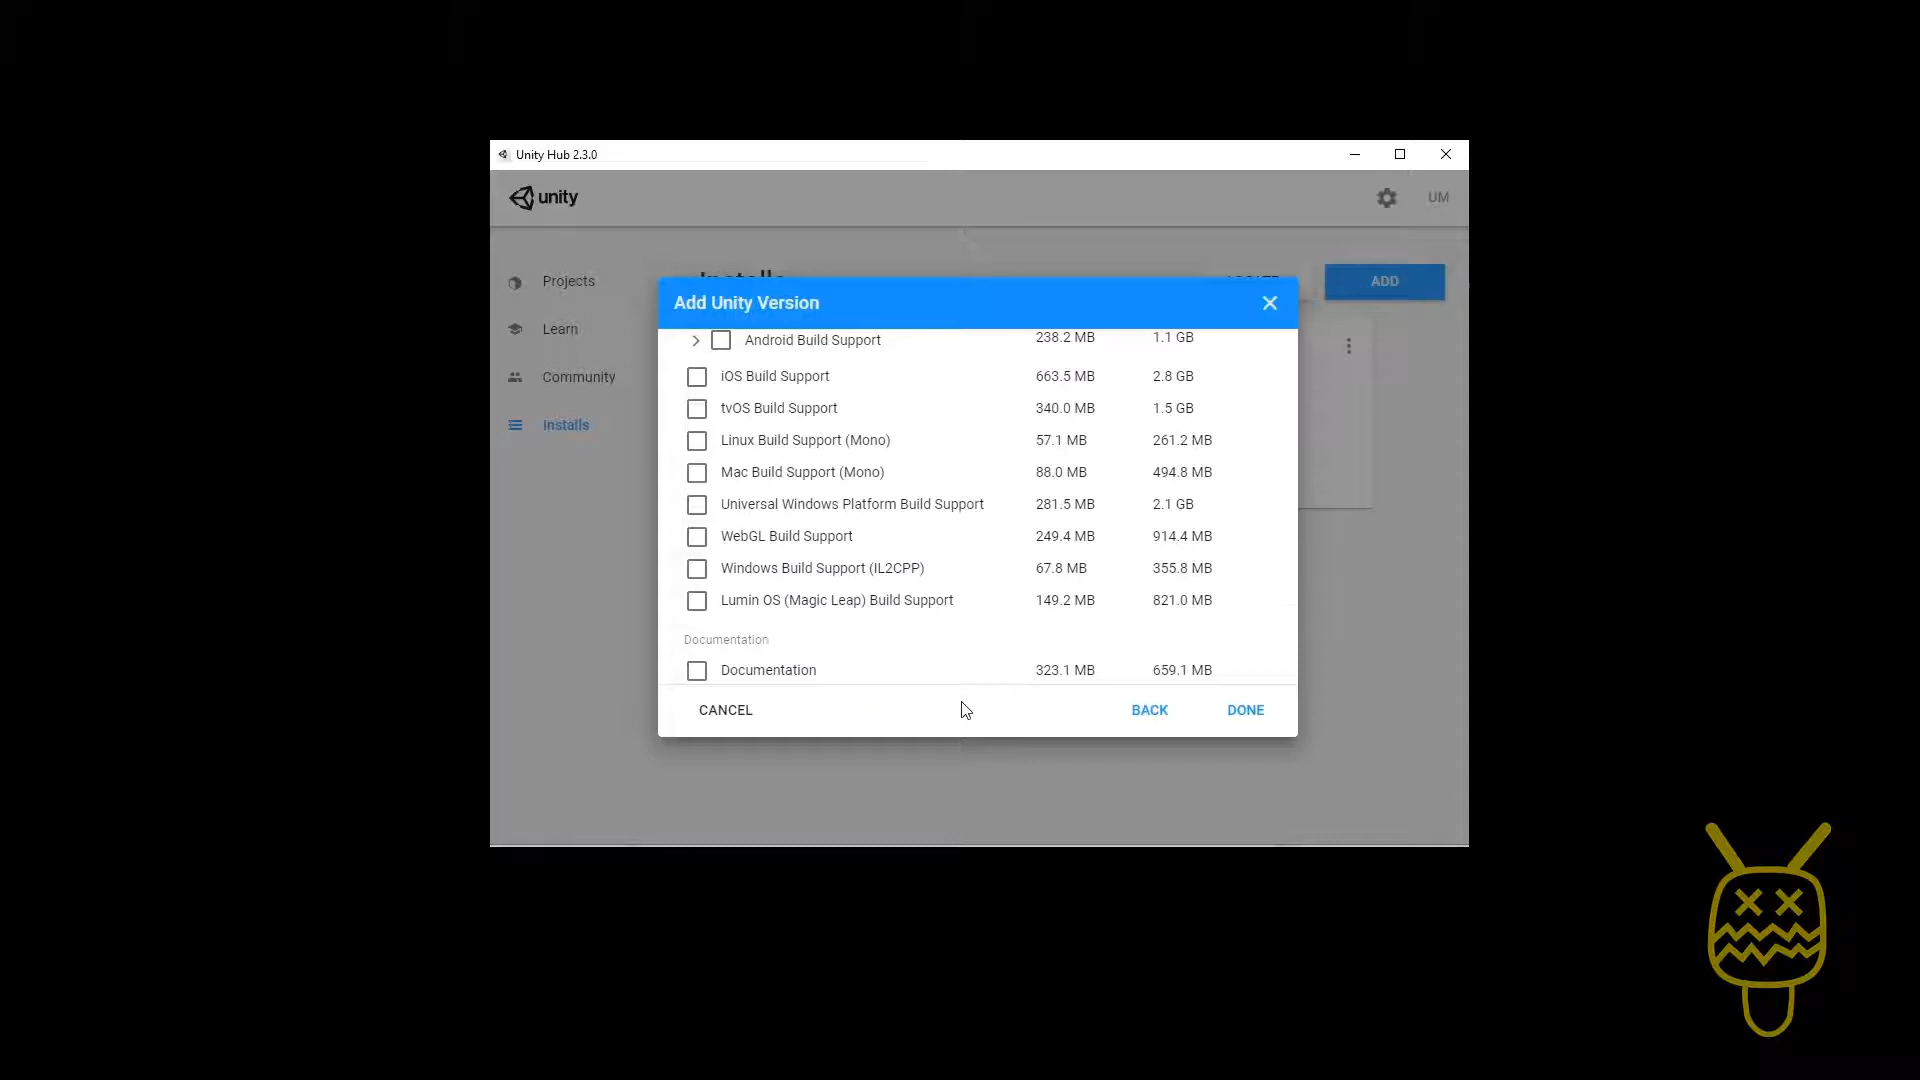 Unity Hub 2.3.0
unity
UM
Projects
Learn
Community
Installs
Installs
ADD
Add Unity Version
Android Build Support 238.2 MB 1.1 GB
iOS Build Support 663.5 MB 2.8 GB
tvOS Build Support 340.0 MB 1.5 GB
Linux Build Support (Mono) 57.1 MB 261.2 MB
Mac Build Support (Mono) 88.0 MB 494.8 MB
Universal Windows Platform Build Support 281.5 MB 2.1 GB
WebGL Build Support 249.4 MB 914.4 MB
Windows Build Support (IL2CPP) 67.8 MB 355.8 MB
Lumin OS (Magic Leap) Build Support 149.2 MB 821.0 MB
Documentation
Documentation 323.1 MB 659.1 MB
CANCEL
BACK
DONE